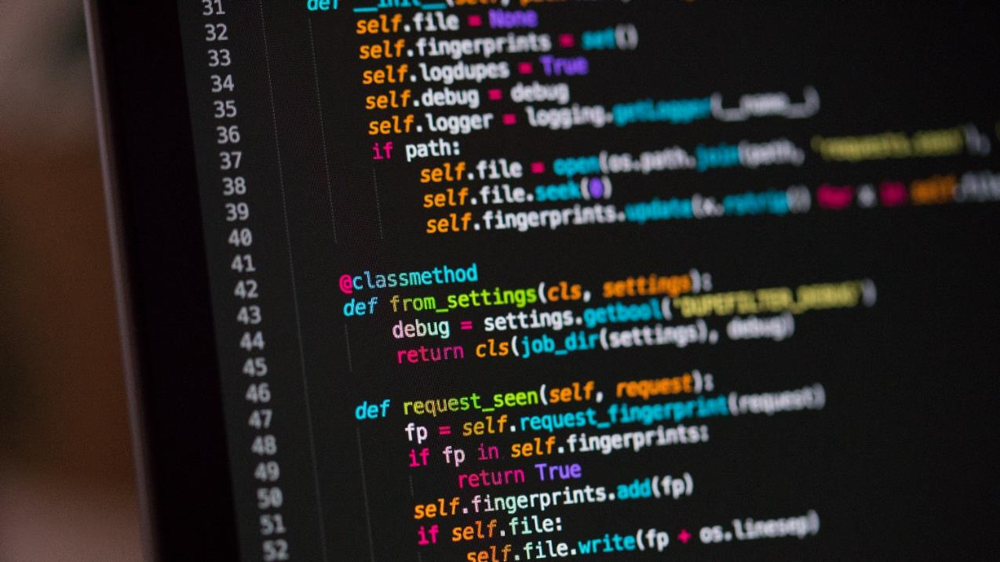 31 def __init__(self,
32 self.file = None
33 self.fingerprints = set()
34 self.logdupes = True
35 self.debug = debug
36 self.logger = logging.getLogger(__name__)
37 if path:
38 self.file = open(os.path.join(path, 'requests.seen'),
39 self.file.seek(0)
40 self.fingerprints.update(x.rstrip() for x in self.file
41
42 @classmethod
43 def from_settings(cls, settings):
44 debug = settings.getbool('DUPEFILTER_DEBUG')
45 return cls(job_dir(settings), debug)
46
47 def request_seen(self, request):
48 fp = self.request_fingerprint(request)
49 if fp in self.fingerprints:
50 return True
51 self.fingerprints.add(fp)
52 if self.file:
self.file.write(fp + os.linesep)